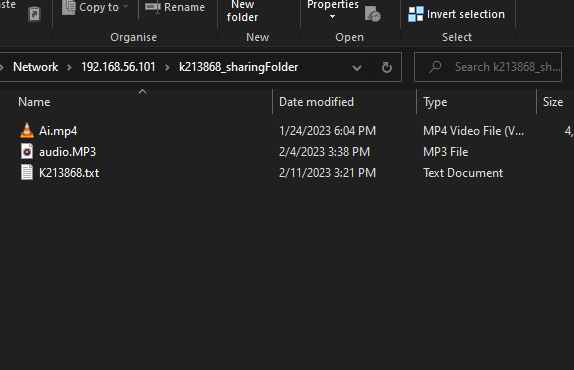 Copy to
Rename
New
folder
Properties
Invert selection
Organise
New
Open
Select
Network
192.168.56.101
k213868_sharingFolder
Search k213868_sh...
Name
Date modified
Type
Size
Ai.mp4
1/24/2023 6:04 PM
MP4 Video File (V...
4,
audio.MP3
2/4/2023 3:38 PM
MP3 File
K213868.txt
2/11/2023 3:21 PM
Text Document